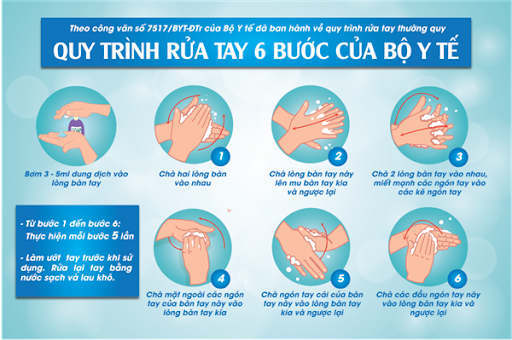 Theo công văn số 7517/BYT-ĐTr của Bộ Y tế đã ban hành về quy trình rửa tay thường quy
QUY TRÌNH RỬA TAY 6 BƯỚC CỦA BỘ Y TẾ
Bơm 3 - 5ml dung dịch vào
lòng bàn tay
1
Chà hai lòng bàn
vào nhau
2
Chà lòng bàn tay này
lên mu bàn tay kia
và ngược lại
3
Chà 2 lòng bàn tay vào nhau,
miết mạnh các ngón tay vào
các kẽ ngón tay
- Từ bước 1 đến bước 6:
Thực hiện mỗi bước 5 lần
- Làm ướt tay trước khi sử
dụng. Rửa lại tay bằng
nước sạch và lau khô.
4
Chà mặt ngoài các ngón
tay của bàn tay này vào
lòng bàn tay kia
5
Chà ngón tay cái của bàn
tay này vào lòng bàn tay
kia và ngược lại
6
Chà các đầu ngón tay này
vào lòng bàn tay kia và
ngược lại